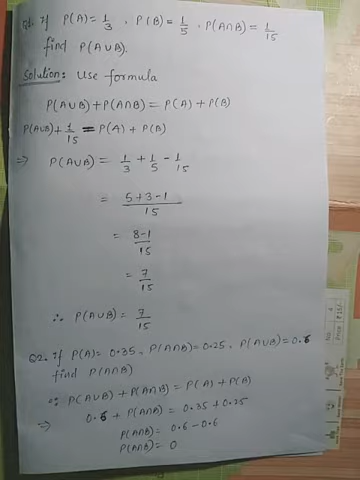 Q1. If P(A) = 1/3 , P(B) = 1/5 , P(A∩B) = 1/15
find P(A∪B).
Solution: Use formula
P(A∪B) + P(A∩B) = P(A) + P(B)
P(A∪B) + 1/15 = P(A) + P(B)
⇒ P(A∪B) = 1/3 + 1/5 - 1/15
= 5+3-1/15
= 8-1/15
= 7/15
∴ P(A∪B) = 7/15
Q2. If P(A) = 0.35, P(A∩B) = 0.25, P(A∪B) = 0.6
find P(A∩B)
∵ P(A∪B) + P(A∩B) = P(A) + P(B)
⇒ 0.6 + P(A∩B) = 0.35 + 0.25
P(A∩B) = 0.6 - 0.6
P(A∩B) = 0